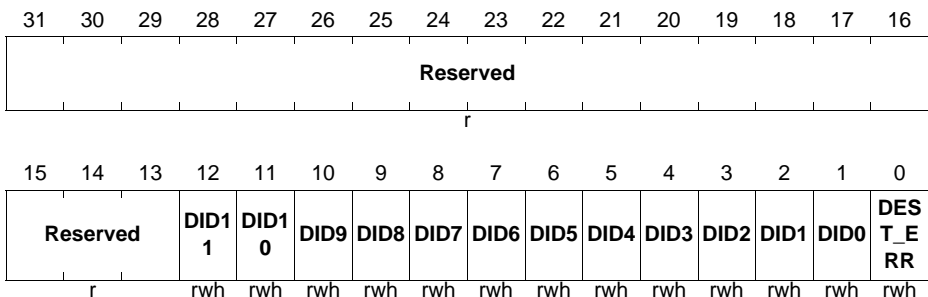 31 30 29 28 27 26 25 24 23 22 21 20 19 18 17 16
Reserved
r
15 14 13 12 11 10 9 8 7 6 5 4 3 2 1 0
Reserved DID1 1 DID1 0 DID9 DID8 DID7 DID6 DID5 DID4 DID3 DID2 DID1 DID0 DES T_E RR
r rwh rwh rwh rwh rwh rwh rwh rwh rwh rwh rwh rwh rwh